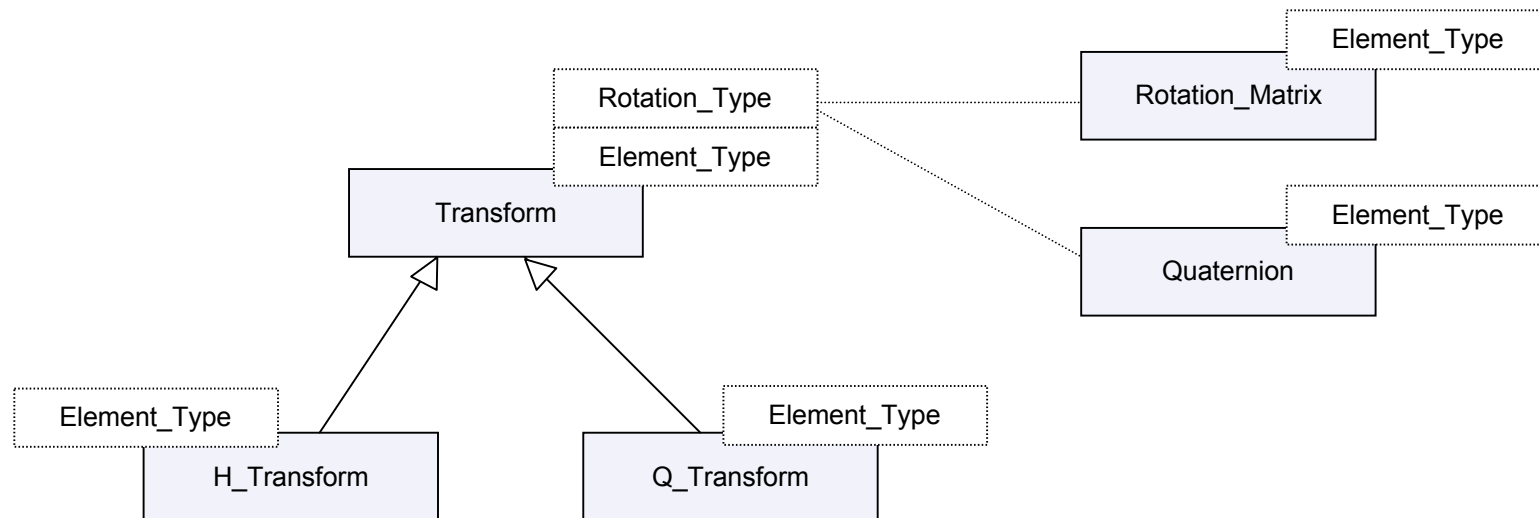 Element_Type
Rotation_Type
Rotation_Matrix
Element_Type
Transform
Element_Type
Quaternion
Element_Type
Element_Type
H_Transform
Q_Transform